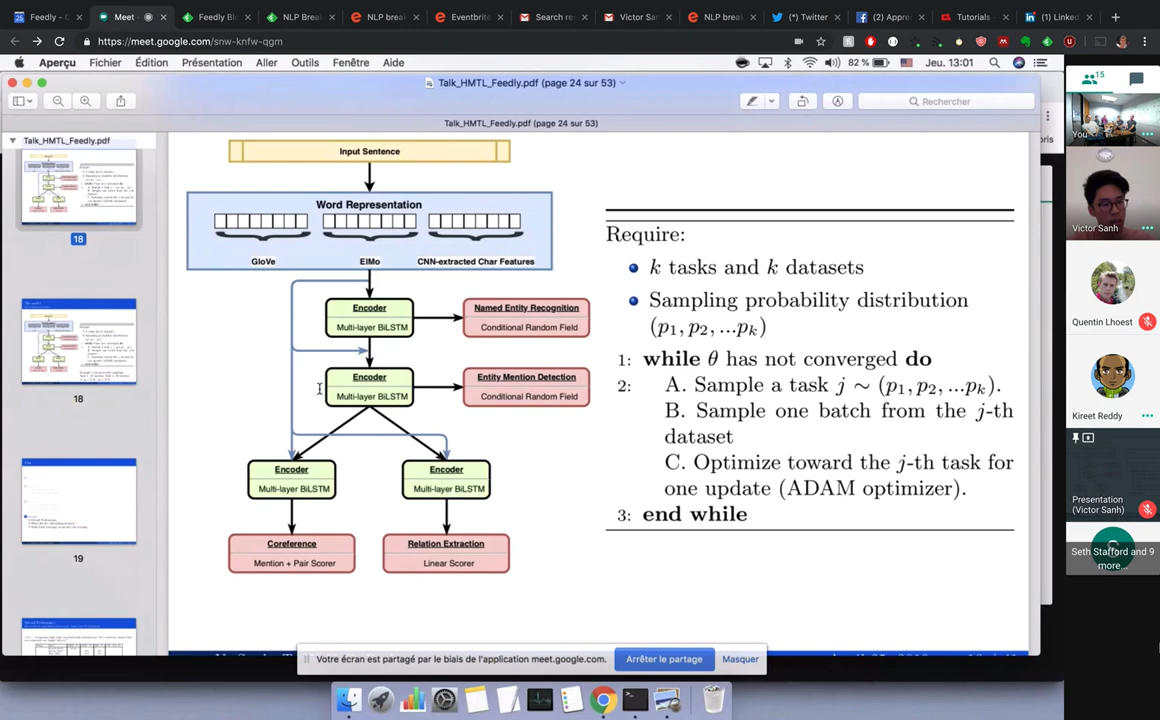 Feedly - C
Meet
Feedly Bl
NLP Brea
NLP brea
Eventbrite
Search re
Victor San
NLP brea
(*) Twitter
(2) Appre
Tutorials -
(1) Linked
https://meet.google.com/snw-knfw-qgm
Aperçu Fichier Édition Présentation Aller Outils Fenêtre Aide
82 % Jeu. 13:01
Talk_HMTL_Feedly.pdf (page 24 sur 53)
Rechercher
Talk_HMTL_Feedly.pdf (page 24 sur 53)
Talk_HMTL_Feedly.pdf
18
18
19
Input Sentence
Word Representation
GloVe ElMo CNN-extracted Char Features
Encoder
Multi-layer BiLSTM
Named Entity Recognition
Conditional Random Field
Encoder
Multi-layer BiLSTM
Entity Mention Detection
Conditional Random Field
Encoder
Multi-layer BiLSTM
Encoder
Multi-layer BiLSTM
Coreference
Mention + Pair Scorer
Relation Extraction
Linear Scorer
Require:
k tasks and k datasets
Sampling probability distribution
(p1, p2, ...pk)
1: while θ has not converged do
2: A. Sample a task j ∼ (p1, p2, ...pk).
B. Sample one batch from the j-th
dataset
C. Optimize toward the j-th task for
one update (ADAM optimizer).
3: end while
Votre écran est partagé par le biais de l'application meet.google.com.
Arrêter le partage
Masquer
15
You
Victor Sanh
Quentin Lhoest
Kireet Reddy
Presentation
(Victor Sanh)
S
Seth Stafford and 9
more...